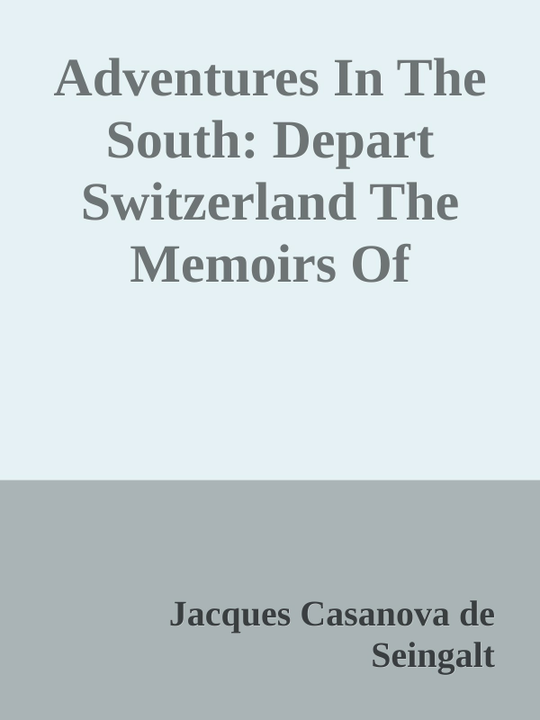 Adventures In The
South: Depart
Switzerland The
Memoirs Of
Jacques Casanova de
Seingalt